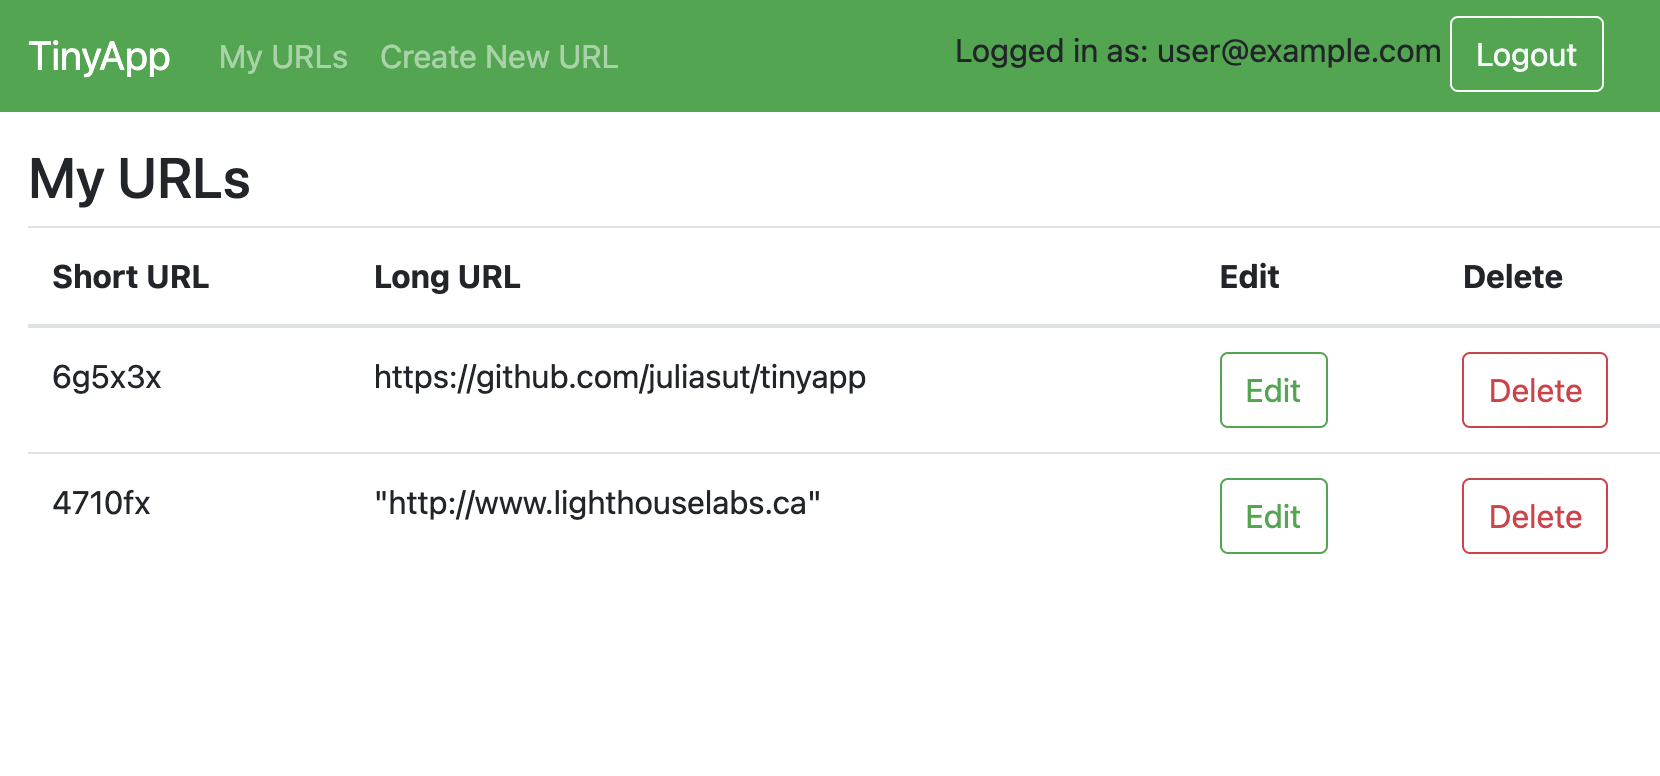 TinyApp My URLs Create New URL Logged in as: user@example.com Logout
My URLs
Short URL Long URL Edit Delete
6g5x3x https://github.com/juliasut/tinyapp Edit Delete
4710fx "http://www.lighthouselabs.ca" Edit Delete